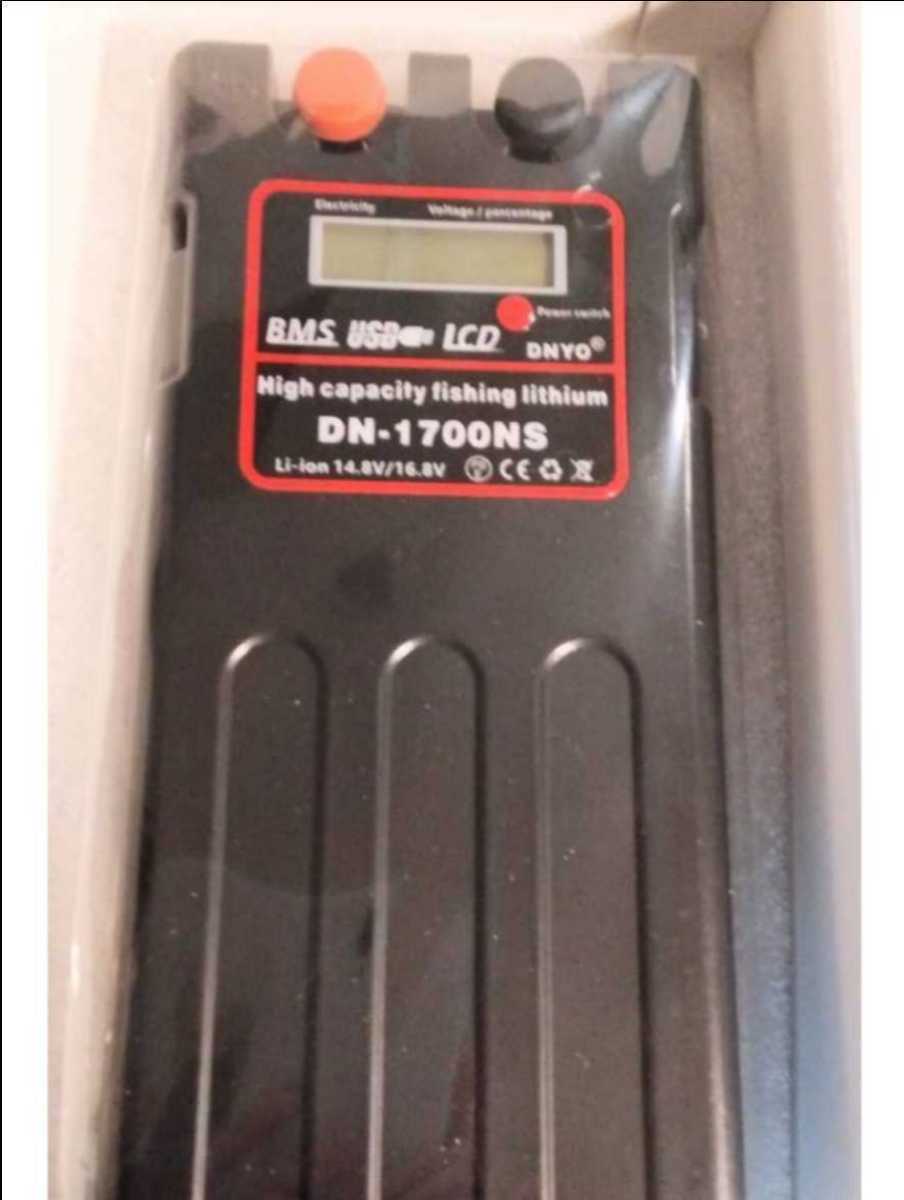 Electricity Voltage / percentage
Power switch
BMS USB LCD DNYO®
High capacity fishing lithium
DN-1700NS
Li-ion 14.8V/16.8V CE